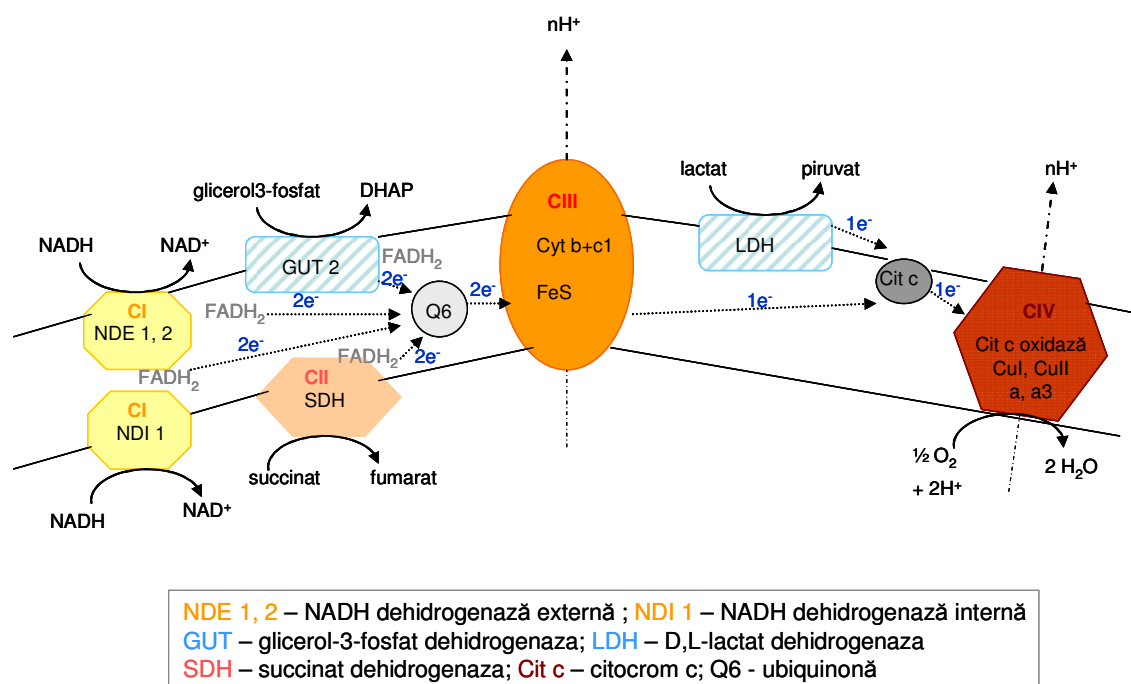 nH⁺
glicerol3-fosfat
DHAP
NADH
NAD⁺
GUT 2
FADH₂
2e⁻
CI
NDE 1, 2
FADH₂
2e⁻
Q6
2e⁻
2e⁻
FADH₂
CI
NDI 1
NADH
NAD⁺
FADH₂
2e⁻
CII
SDH
succinat
fumarat
CIII
Cyt b+c1
FeS
lactat
piruvat
LDH
1e⁻
1e⁻
Cit c
1e⁻
nH⁺
CIV
Cit c oxidază
CuI, CuII
a, a3
½ O₂
+ 2H⁺
2 H₂O
NDE 1, 2 – NADH dehidrogenază externă ; NDI 1 – NADH dehidrogenază internă
GUT – glicerol-3-fosfat dehidrogenaza; LDH – D,L-lactat dehidrogenaza
SDH – succinat dehidrogenaza; Cit c – citocrom c; Q6 - ubiquinonă